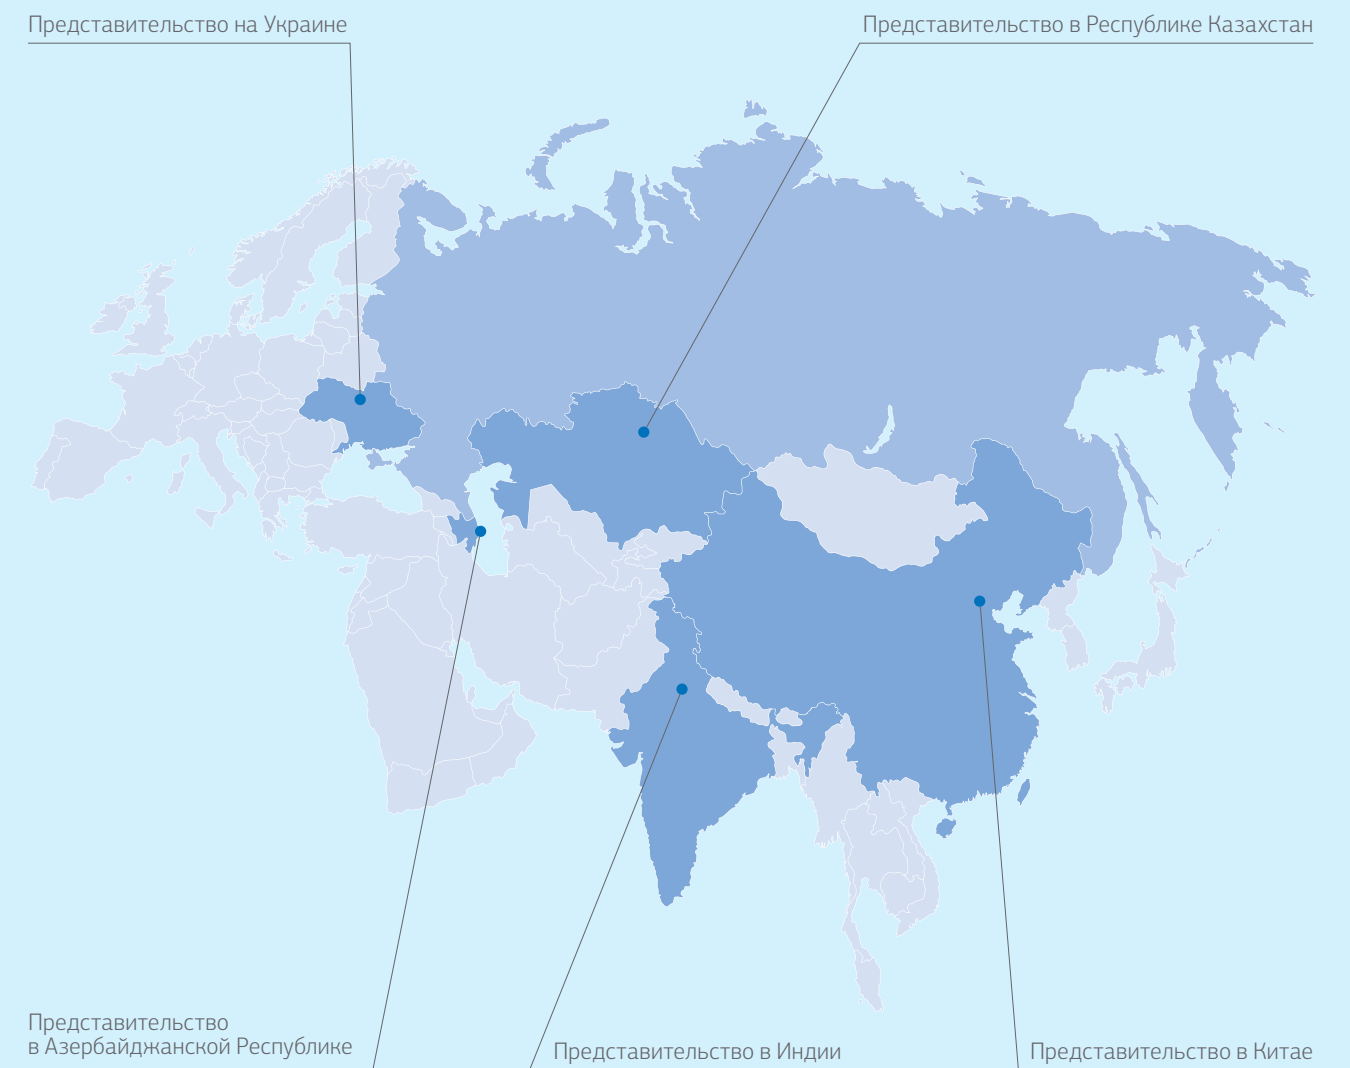 Представительство на Украине
Представительство в Республике Казахстан
Представительство
в Азербайджанской Республике
Представительство в Индии
Представительство в Китае